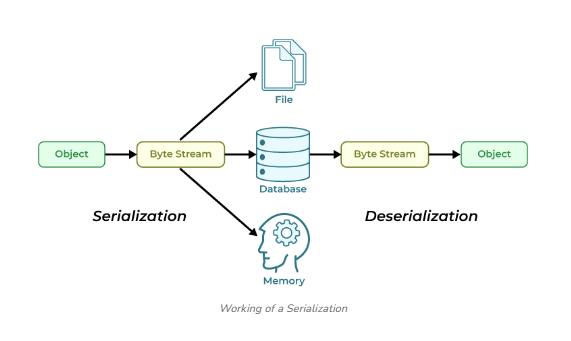 File
Object
Byte Stream
Database
Byte Stream
Object
Serialization
Deserialization
Memory
Working of a Serialization